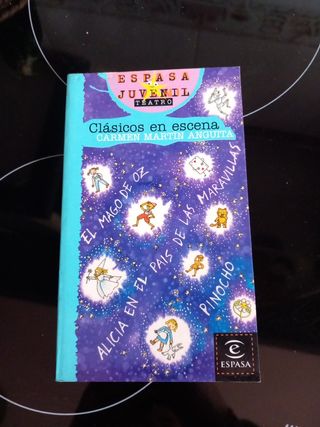 ESPASA
JUVENIL
TEATRO
Clásicos en escena
CARMEN MARTÍN ANGUITA
EL MAGO DE OZ
ALICIA EN EL PAÍS DE LAS MARAVILLAS
PINOCHO
e
ESPASA